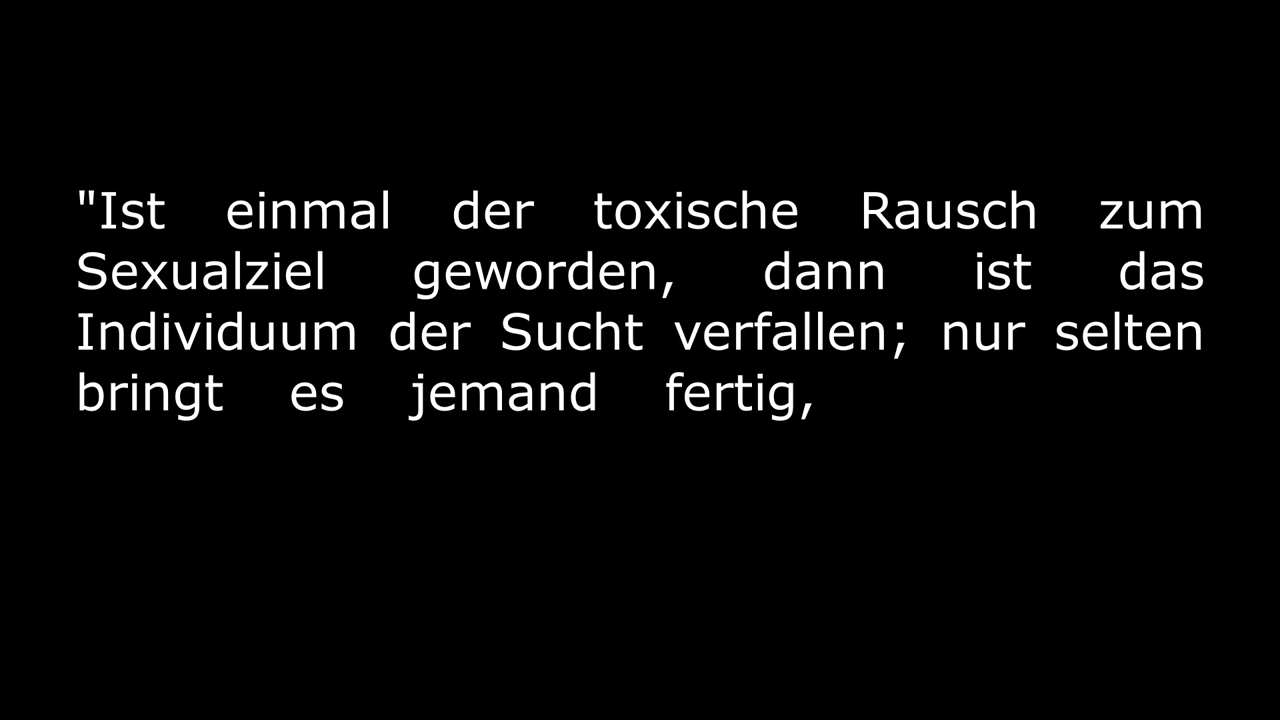 "Ist einmal der toxische Rausch zum
Sexualziel geworden, dann ist das
Individuum der Sucht verfallen; nur selten
bringt es jemand fertig,